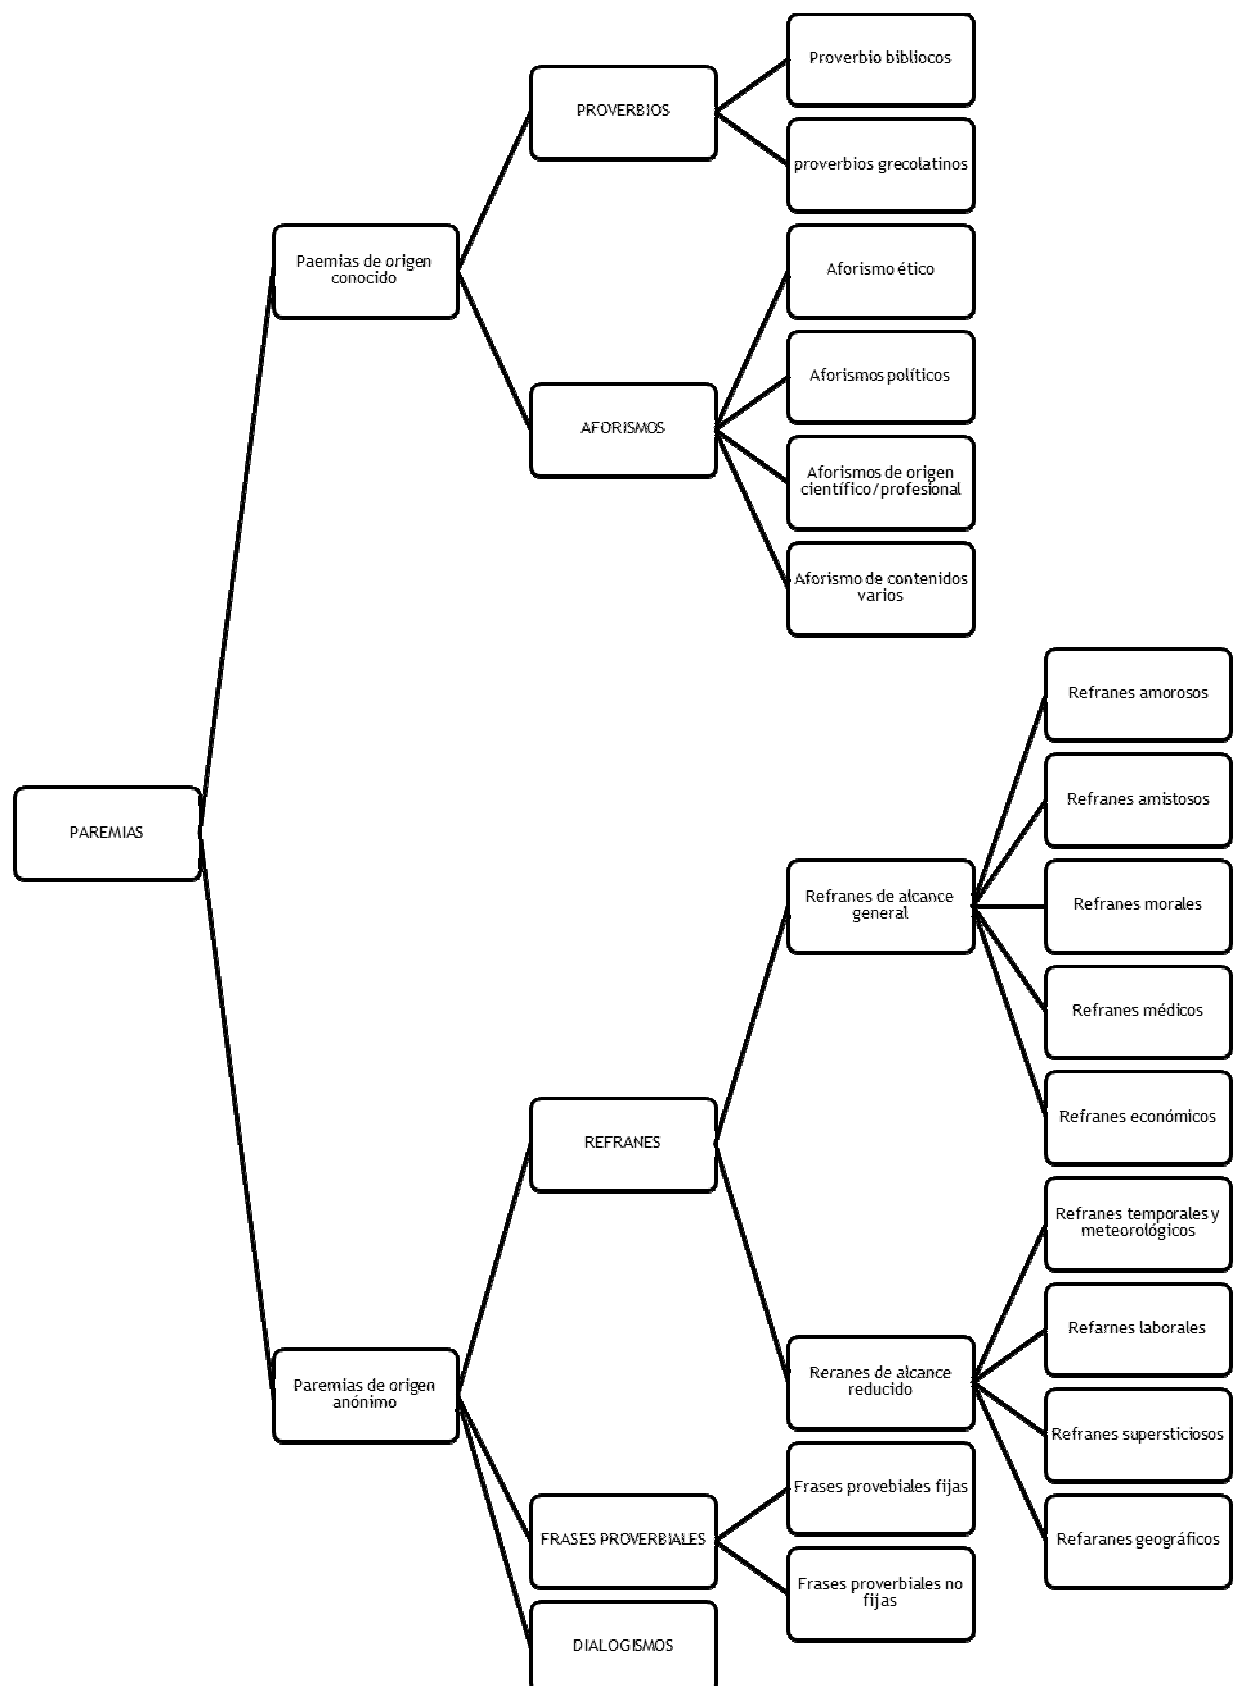 PAREMIAS
Paemias de origen
conocido
PROVERBIOS
Proverbio bibliocos
proverbios grecolatinos
AFORISMOS
Aforismo ético
Aforismos políticos
Aforismos de origen
científico/profesional
Aforismo de contenidos
varios
Paremias de origen
anónimo
REFRANES
Refranes de alcance
general
Refranes amorosos
Refranes amistosos
Refranes morales
Refranes médicos
Refranes económicos
Reranes de alcance
reducido
Refranes temporales y
meteorológicos
Refarnes laborales
Refranes supersticiosos
Refaranes geográficos
FRASES PROVERBIALES
Frases provebiales fijas
Frases proverbiales no
fijas
DIALOGISMOS